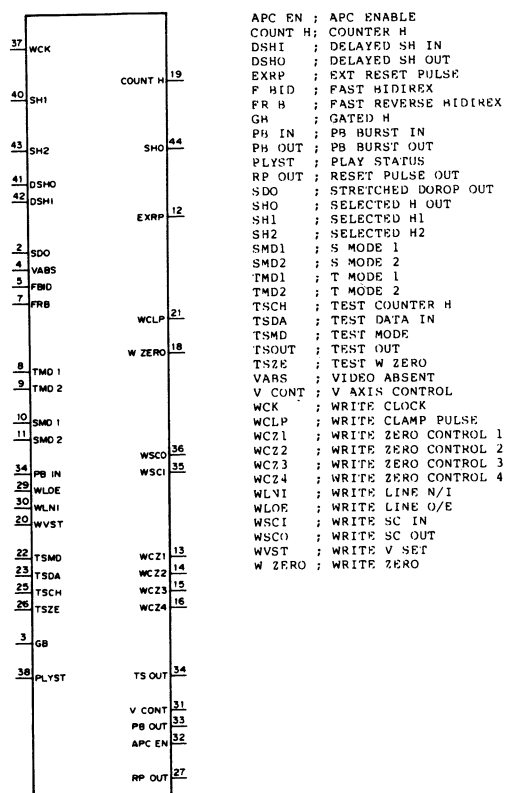 37 WCK
COUNT H 19
40 SH1
43 SH2
SHO 44
41 DSHO
42 DSHI
EXRP 12
2 SDO
4 VABS
5 FBID
7 FRB
WCLP 21
W ZERO 18
8 TMD 1
9 TMD 2
10 SMD 1
11 SMD 2
WSCO 36
34 PB IN
WSCI 35
29 WLOE
30 WLNI
20 WVST
22 TSMD
WCZ1 13
23 TSDA
WCZ2 14
25 TSCH
WCZ3 15
26 TSZE
WCZ4 16
3 GB
38 PLYST
TS OUT 34
V CONT 31
PB OUT 33
APC EN 32
RP OUT 27
APC EN ; APC ENABLE
COUNT H; COUNTER H
DSHI ; DELAYED SH IN
DSHO ; DELAYED SH OUT
EXRP ; EXT RESET PULSE
F BID ; FAST BIDIREX
FR B ; FAST REVERSE BIDIREX
GB ; GATED H
PB IN ; PB BURST IN
PB OUT ; PB BURST OUT
PLYST ; PLAY STATUS
RP OUT ; RESET PULSE OUT
SDO ; STRETCHED DOROP OUT
SHO ; SELECTED H OUT
SH1 ; SELECTED H1
SH2 ; SELECTED H2
SMD1 ; S MODE 1
SMD2 ; S MODE 2
TMD1 ; T MODE 1
TMD2 ; T MODE 2
TSCH ; TEST COUNTER H
TSDA ; TEST DATA IN
TSMD ; TEST MODE
TSOUT ; TEST OUT
TSZE ; TEST W ZERO
VABS ; VIDEO ABSENT
V CONT ; V AXIS CONTROL
WCK ; WRITE CLOCK
WCLP ; WRITE CLAMP PULSE
WCZ1 ; WRITE ZERO CONTROL 1
WCZ2 ; WRITE ZERO CONTROL 2
WCZ3 ; WRITE ZERO CONTROL 3
WCZ4 ; WRITE ZERO CONTROL 4
WLNI ; WRITE LINE N/I
WLOE ; WRITE LINE O/E
WSCI ; WRITE SC IN
WSCO ; WRITE SC OUT
WVST ; WRITE V SET
W ZERO ; WRITE ZERO